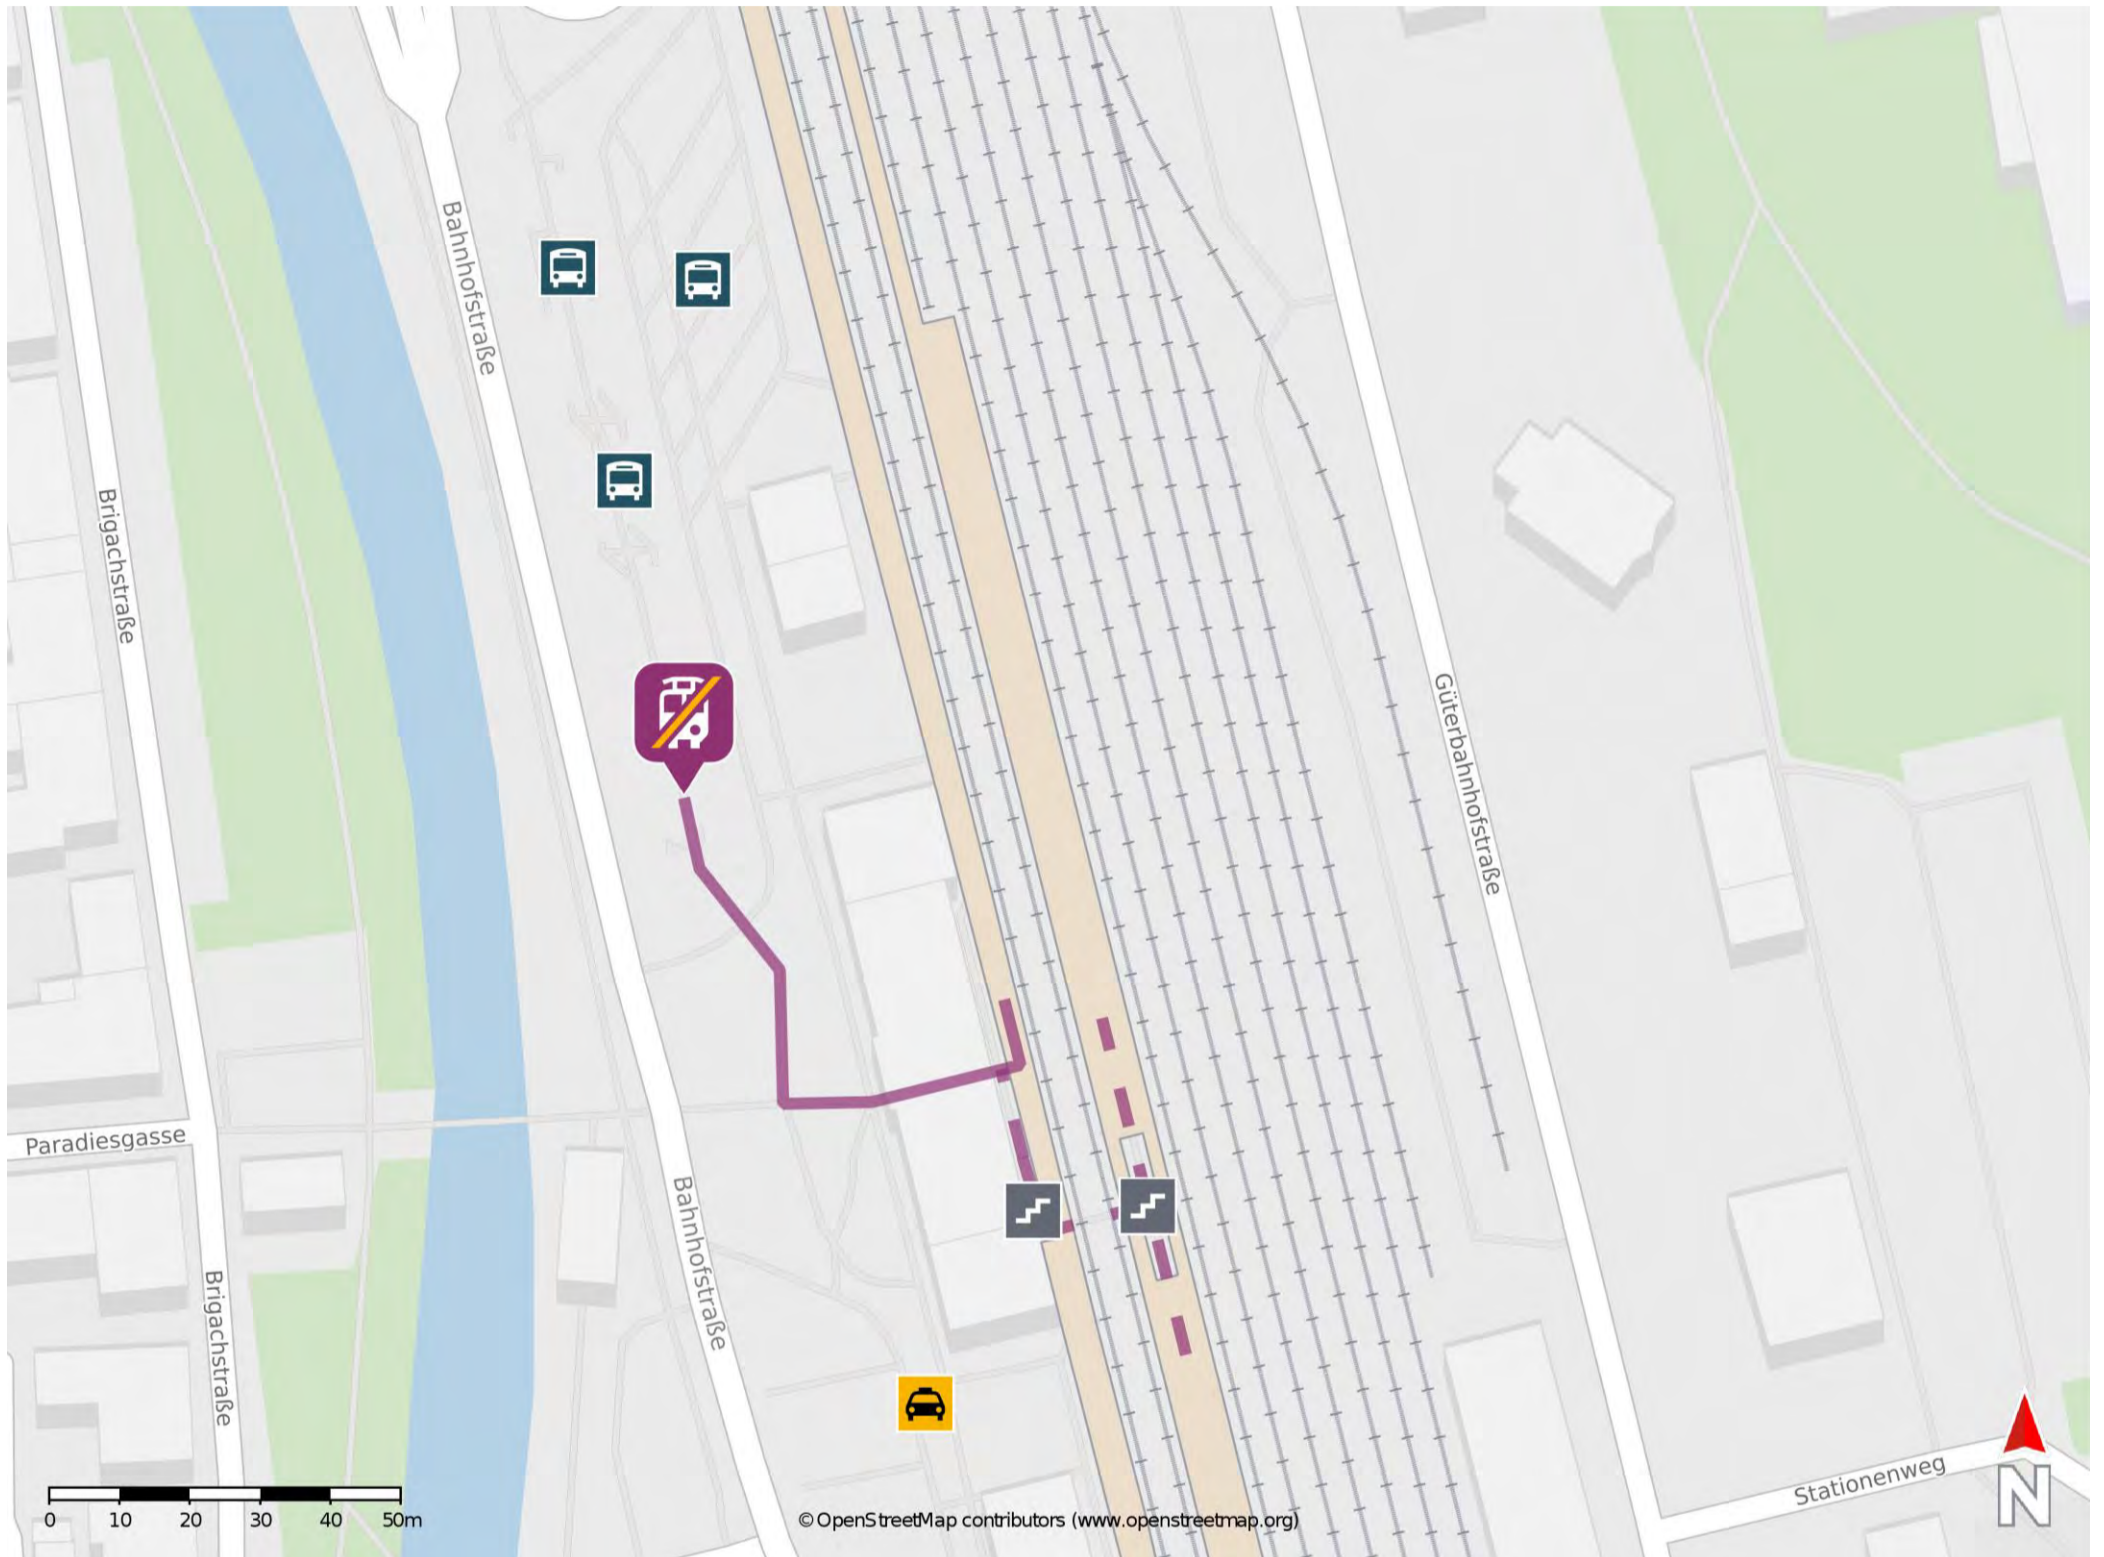 Bahnhofstraße
Brigachstraße
Güterbahnhofstraße
Paradiesgasse
Bahnhofstraße
Brigachstraße
Stationenweg
N
0 10 20 30 40 50m
© OpenStreetMap contributors (www.openstreetmap.org)